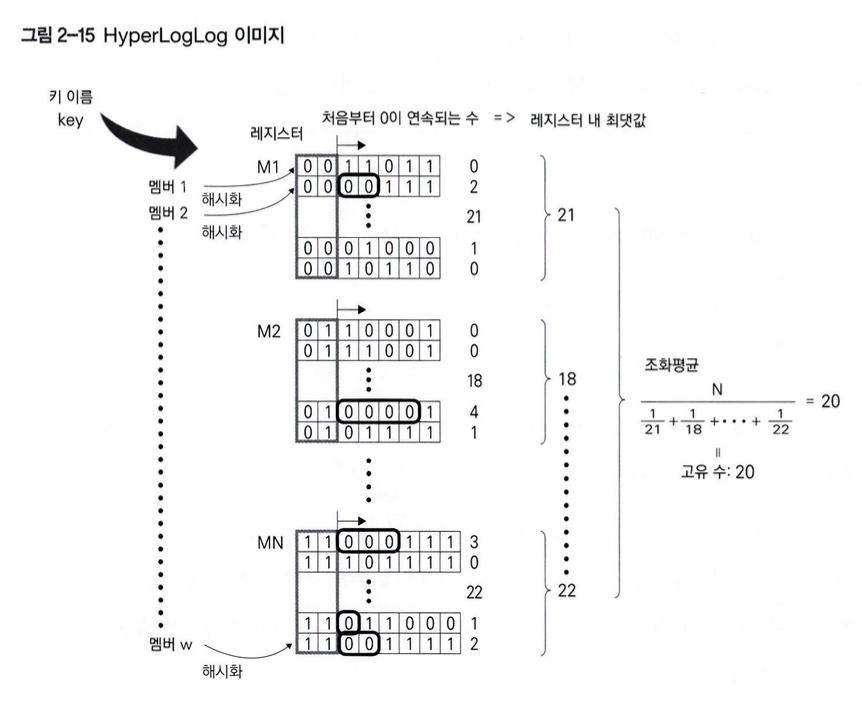 그림 2-15 HyperLogLog 이미지
키 이름
key
처음부터 0이 연속되는 수 => 레지스터 내 최댓값
레지스터
M1 0 0 1 1 0 1 1 0
멤버 1 0 0 0 0 1 1 1 2
해시화
멤버 2 21 21
해시화
0 0 0 1 0 0 0 1
0 0 1 0 1 1 0 0
M2 0 1 1 0 0 0 1 0
0 1 1 1 0 0 1 0
18 18
0 1 0 0 0 0 1 4
0 1 0 1 1 1 1 1
조화평균
N
1/21 + 1/18 + ··· + 1/22 = 20
=
고유 수: 20
MN 1 1 0 0 0 1 1 1 3
1 1 1 0 1 1 1 1 0
22 22
1 1 0 1 1 0 0 0 1
멤버 w 1 1 0 0 1 1 1 1 2
해시화